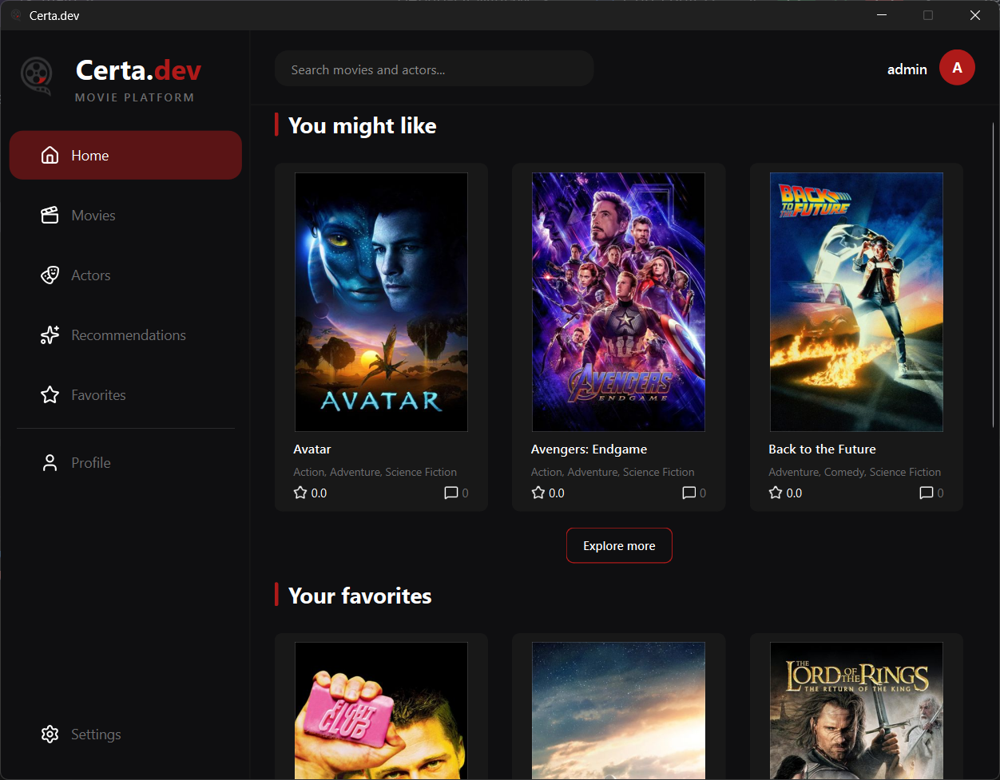 Certa.dev
Certa.dev
MOVIE PLATFORM
Home
Movies
Actors
Recommendations
Favorites
Profile
Settings
Search movies and actors...
admin
A
You might like
AVATAR
Avatar
Action, Adventure, Science Fiction
0.0
0
AVENGERS
ENDGAME
Avengers: Endgame
Action, Adventure, Science Fiction
0.0
0
BACK
TO THE FUTURE
Back to the Future
Adventure, Comedy, Science Fiction
0.0
0
Explore more
Your favorites
FIGHT
CLUB
THE
LORD OF THE RINGS
THE RETURN OF THE KING